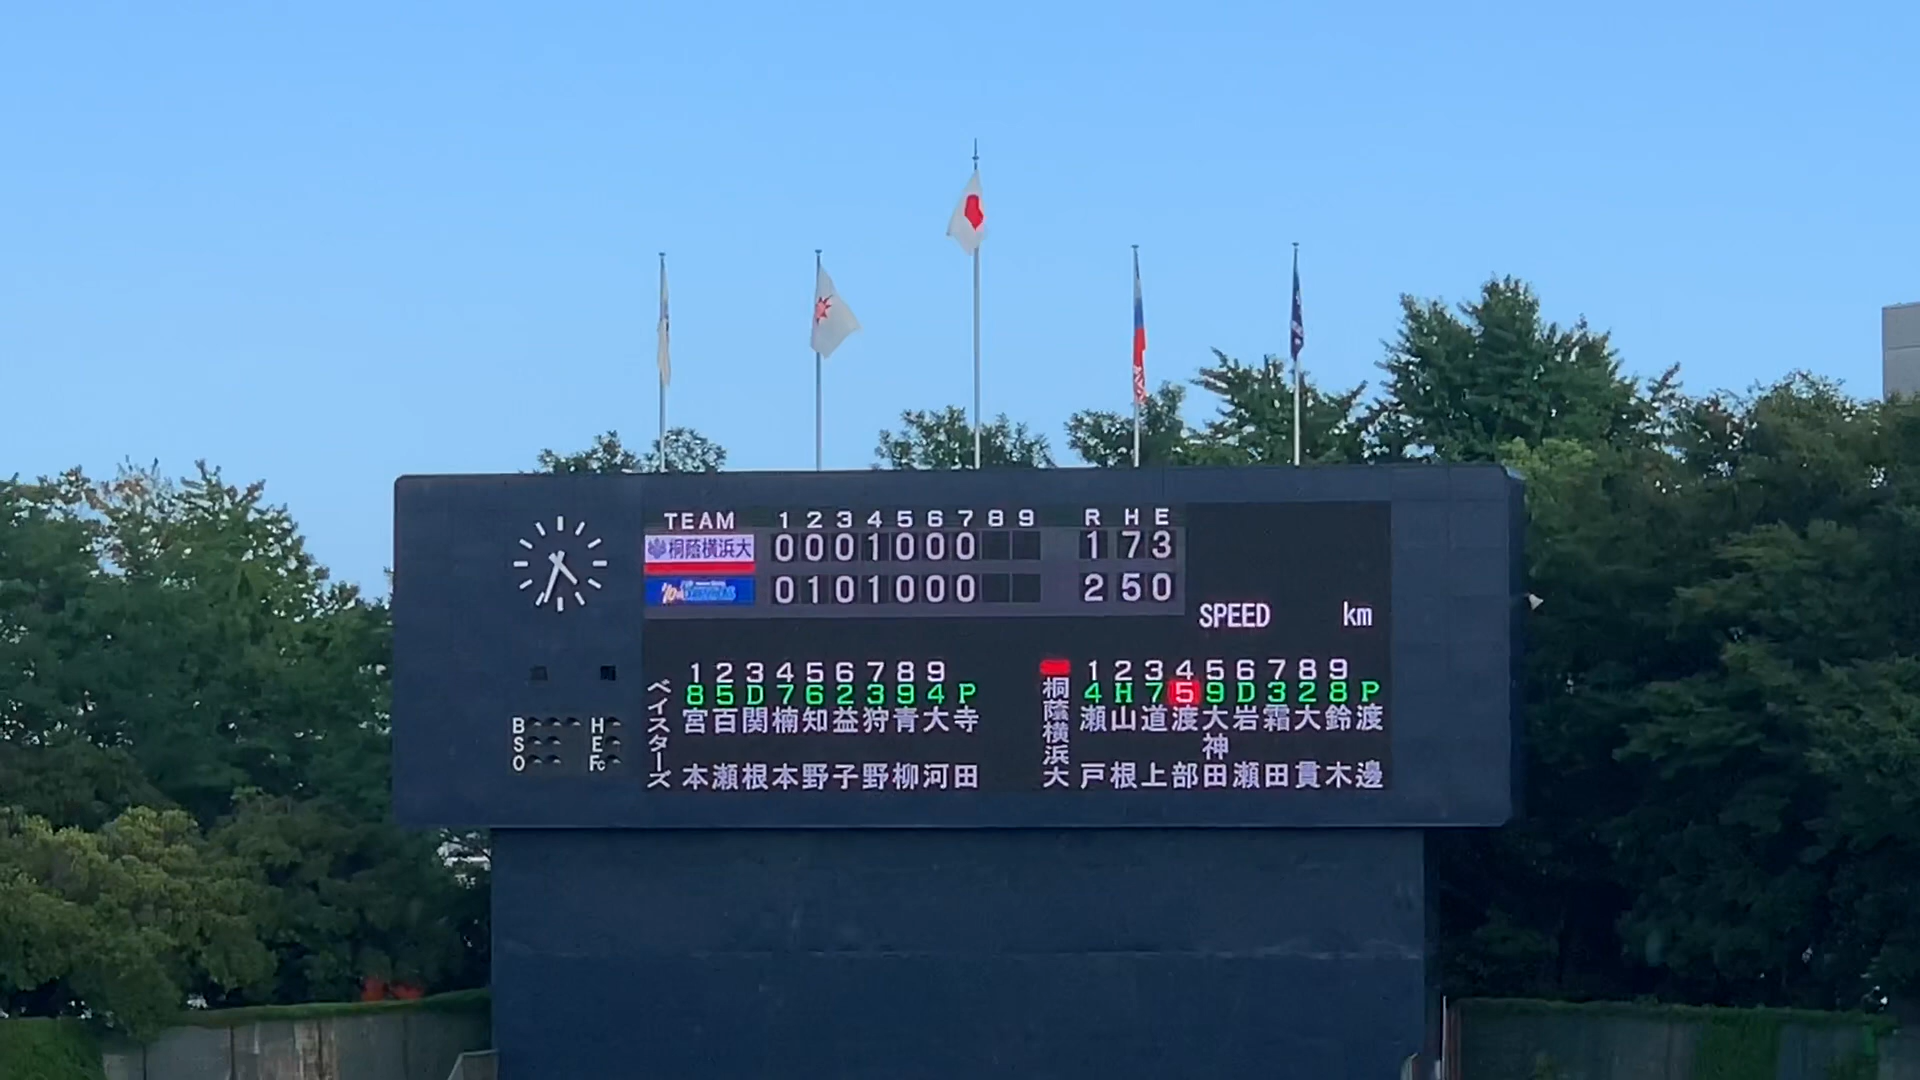 TEAM 1 2 3 4 5 6 7 8 9 R H E
桐蔭横浜大 0 0 0 1 0 0 0 1 7 3
0 1 0 1 0 0 0 2 5 0
SPEED km
ベイスターズ
1 2 3 4 5 6 7 8 9
8 5 D 7 6 2 3 9 4 P
宮本 百瀬 関根 楠本 知野 益子 狩野 青柳 大河 寺田
桐蔭横浜大
1 2 3 4 5 6 7 8 9
4 H 7 5 9 D 3 2 8 P
瀬戸 山根 道上 渡部 大神田 岩瀬 霜田 大貫 鈴木 渡邊
B H
S E
O Fc